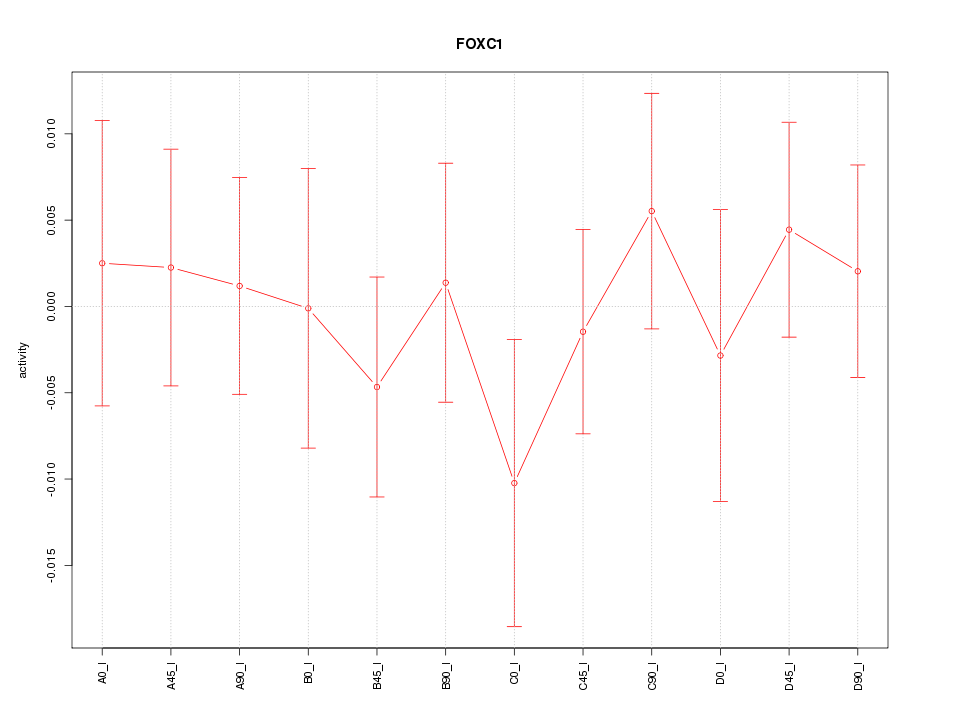 FOXC1
activity
0.010
0.005
0.000
-0.005
-0.010
-0.015
A0_I
A45_I
A90_I
B0_I
B45_I
B90_I
C0_I
C45_I
C90_I
D0_I
D45_I
D90_I